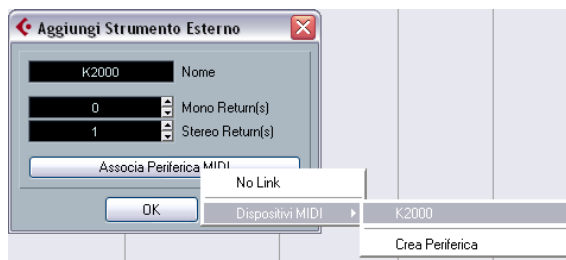 Aggiungi Strumento Esterno
K2000 Nome
0 Mono Return(s)
1 Stereo Return(s)
Associa Periferica MIDI
No Link
OK
Dispositivi MIDI
K2000
Crea Periferica